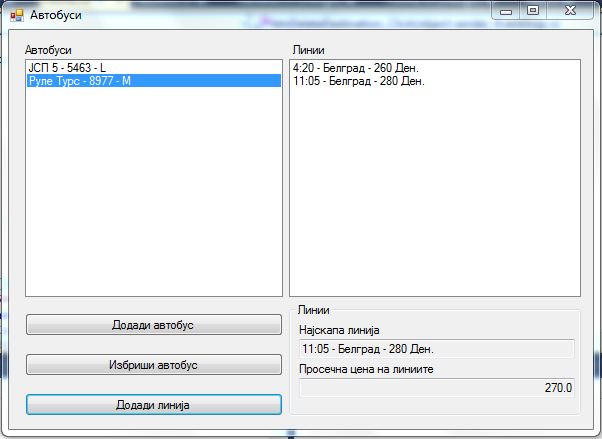 Автобуси
Автобуси
ЈСП 5 - 5463 - L
Руле Турс - 8977 - M
Линии
4:20 - Белград - 260 Ден.
11:05 - Белград - 280 Ден.
Додади автобус
Избриши автобус
Додади линија
Линии
Најскапа линија
11:05 - Белград - 280 Ден.
Просечна цена на линиите
270.0